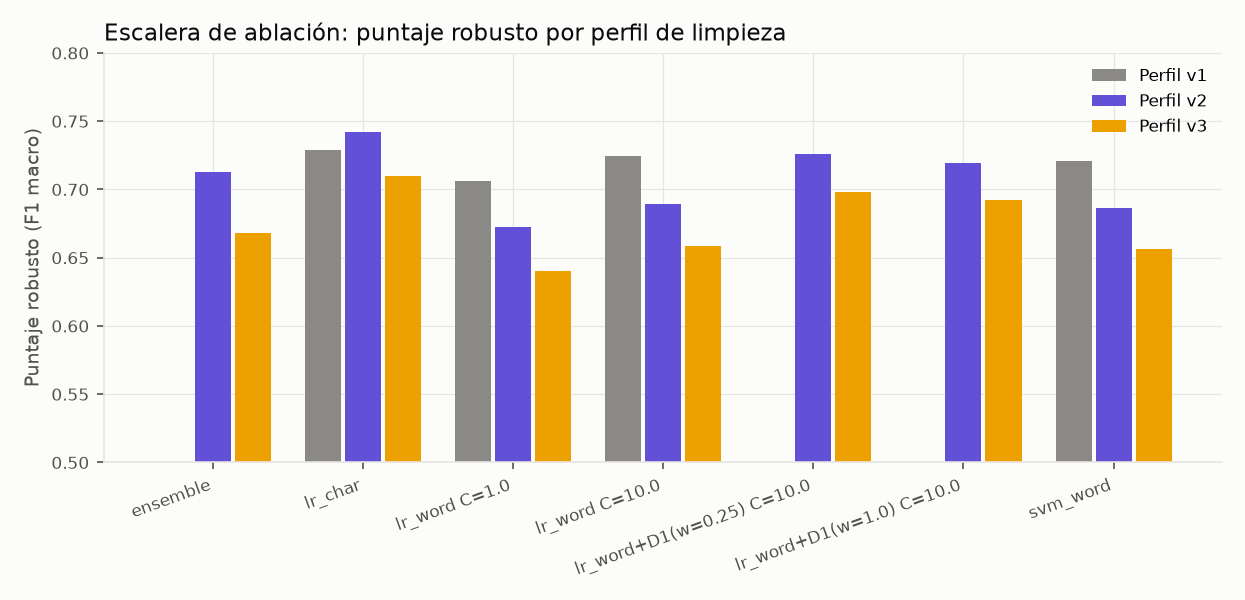 Escalera de ablación: puntaje robusto por perfil de limpieza
Puntaje robusto (F1 macro)
0.80
0.75
0.70
0.65
0.60
0.55
0.50
Perfil v1
Perfil v2
Perfil v3
ensemble
lr_char
lr_word C=1.0
lr_word C=10.0
lr_word+D1(w=0.25) C=10.0
lr_word+D1(w=1.0) C=10.0
svm_word